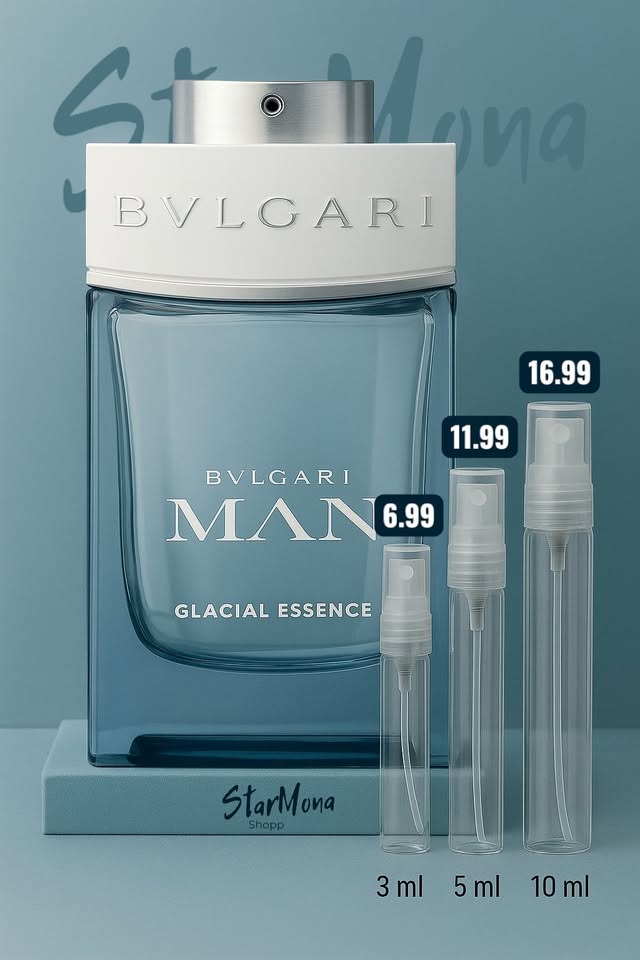 StarMona
BVLGARI
16.99
11.99
BVLGARI
MAN
6.99
GLACIAL ESSENCE
StarMona
Shopp
3 ml 5 ml 10 ml